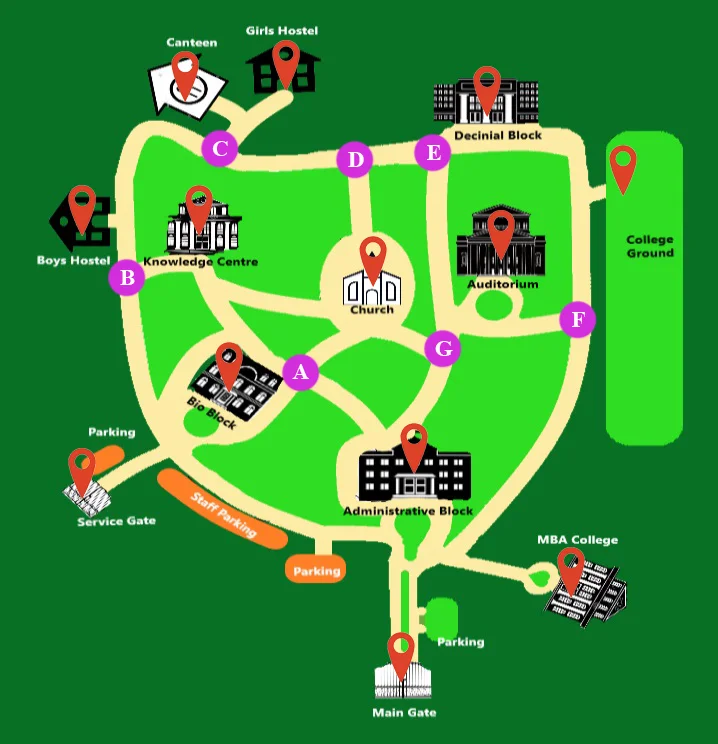 Girls Hostel
Canteen
Decinial Block
C
D
E
College
Ground
Boys Hostel
Knowledge Centre
B
Auditorium
Church
F
G
A
Bio Block
Parking
Administrative Block
Staff Parking
Service Gate
MBA College
Parking
Parking
Main Gate